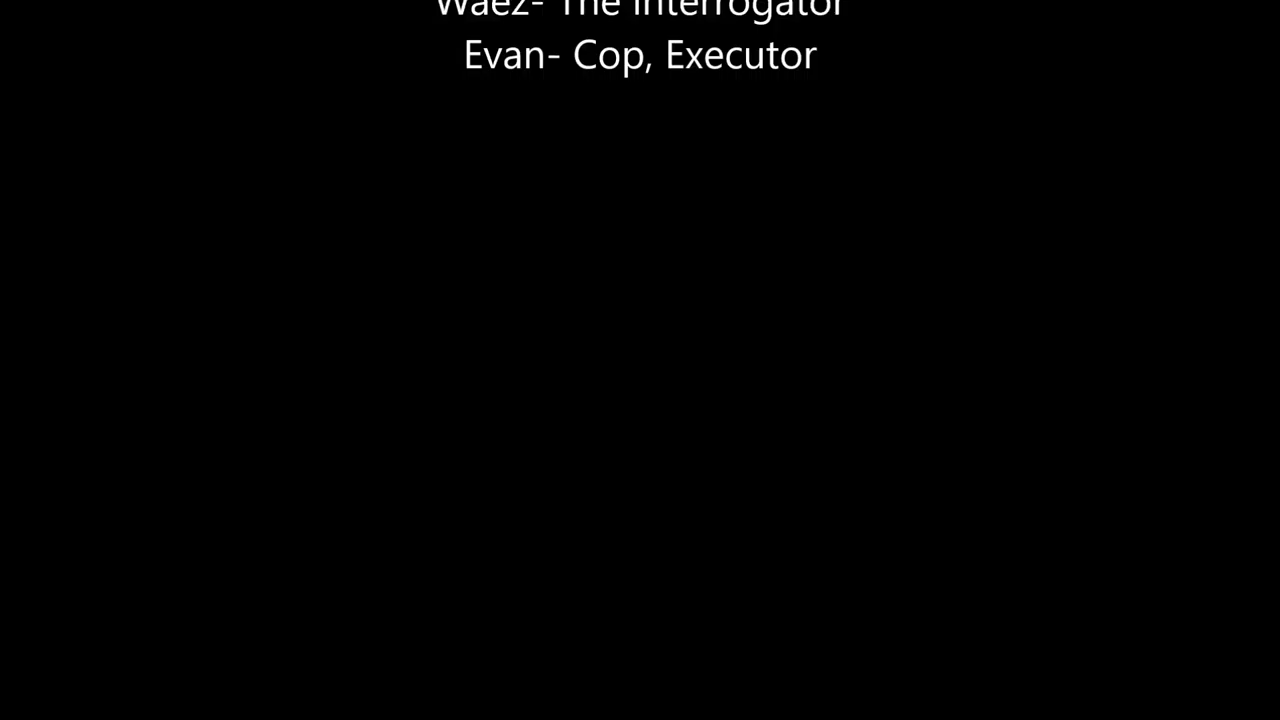 Waez- The Interrogator
Evan- Cop, Executor